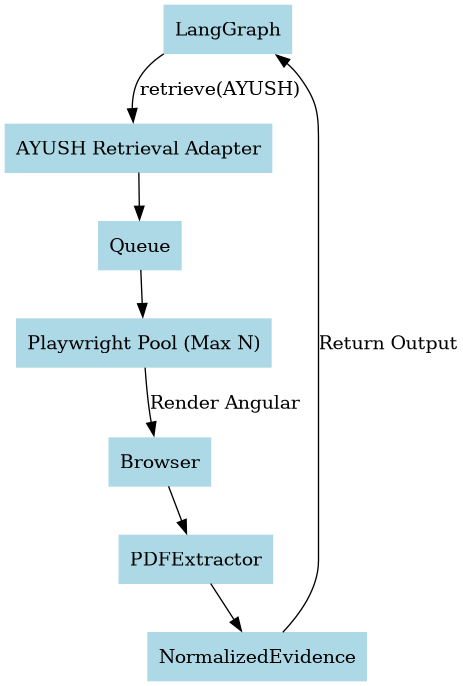 LangGraph
retrieve(AYUSH)
AYUSH Retrieval Adapter
Queue
Playwright Pool (Max N)
Return Output
Render Angular
Browser
PDFExtractor
NormalizedEvidence